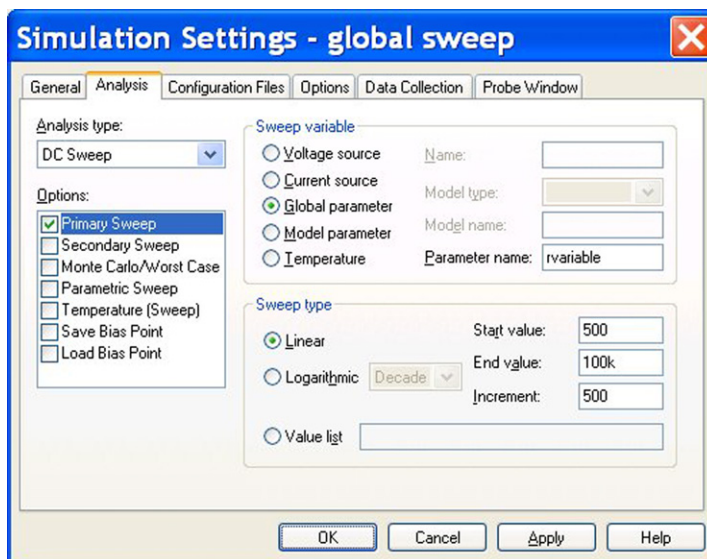 Simulation Settings - global sweep
General Analysis Configuration Files Options Data Collection Probe Window
Analysis type:
DC Sweep
Options:
Primary Sweep
Secondary Sweep
Monte Carlo/Worst Case
Parametric Sweep
Temperature (Sweep)
Save Bias Point
Load Bias Point
Sweep variable
Voltage source
Current source
Global parameter
Model parameter
Temperature
Name:
Model type:
Model name:
Parameter name: rvariable
Sweep type
Linear
Logarithmic Decade
Start value: 500
End value: 100k
Increment: 500
Value list
OK Cancel Apply Help